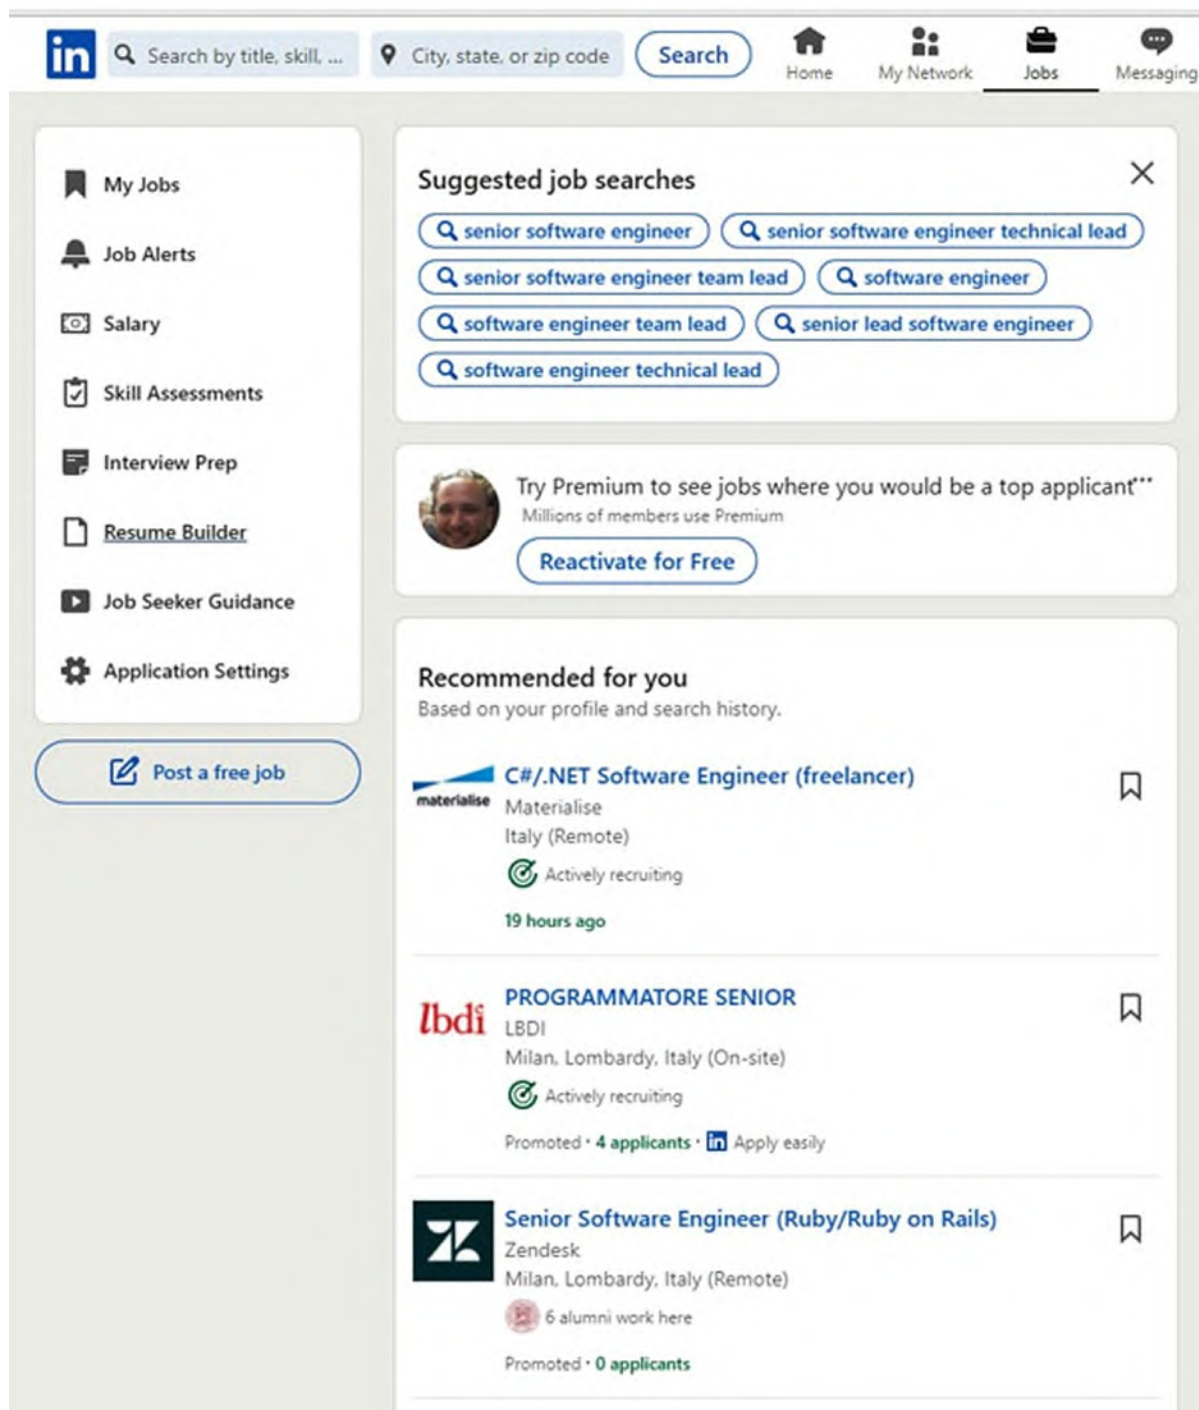 in Search by title, skill, ... City, state, or zip code Search
Home My Network Jobs Messaging
My Jobs
Job Alerts
Salary
Skill Assessments
Interview Prep
Resume Builder
Job Seeker Guidance
Application Settings
Post a free job
Suggested job searches
senior software engineer senior software engineer technical lead
senior software engineer team lead software engineer
software engineer team lead senior lead software engineer
software engineer technical lead
Try Premium to see jobs where you would be a top applicant ...
Millions of members use Premium
Reactivate for Free
Recommended for you
Based on your profile and search history.
C#/.NET Software Engineer (freelancer)
materialise
Materialise
Italy (Remote)
Actively recruiting
19 hours ago
PROGRAMMATORE SENIOR
lbdi
LBDI
Milan, Lombardy, Italy (On-site)
Actively recruiting
Promoted · 4 applicants · in Apply easily
Senior Software Engineer (Ruby/Ruby on Rails)
Zendesk
Milan, Lombardy, Italy (Remote)
6 alumni work here
Promoted · 0 applicants